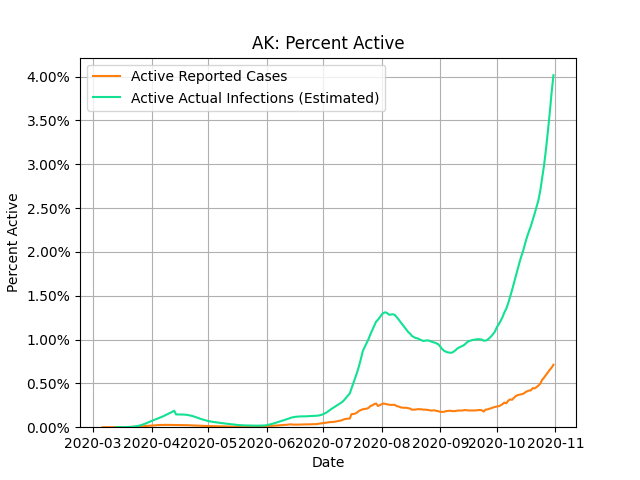 AK: Percent Active
Active Reported Cases
Active Actual Infections (Estimated)
4.00%
3.50%
3.00%
2.50%
2.00%
1.50%
1.00%
0.50%
0.00%
Percent Active
2020-03 2020-04 2020-05 2020-06 2020-07 2020-08 2020-09 2020-10 2020-11
Date